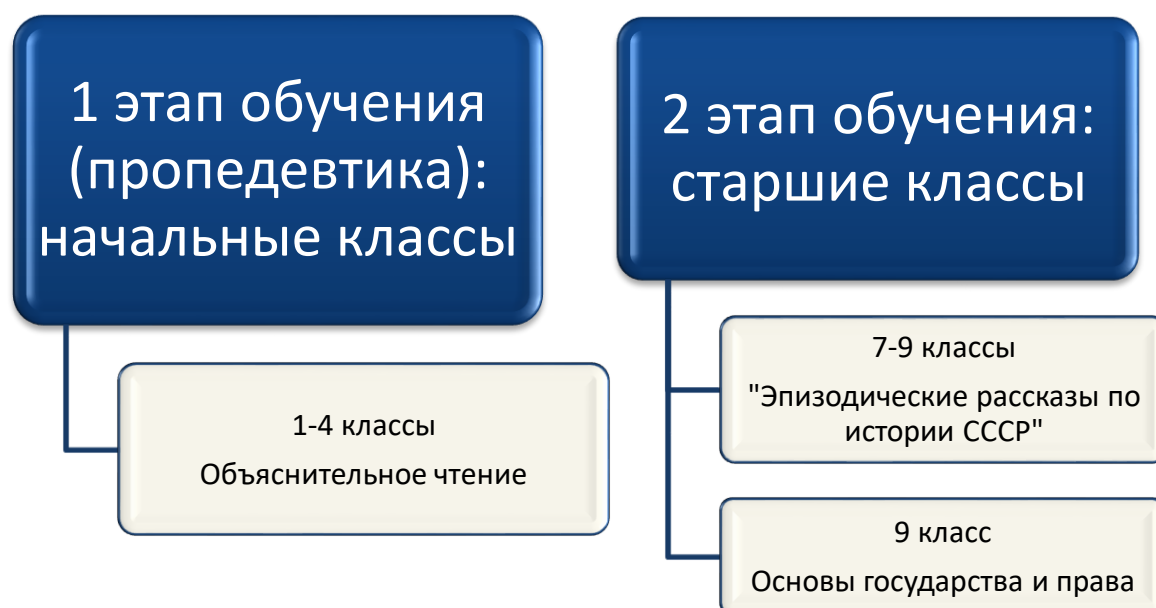 1 этап обучения
(пропедевтика):
начальные классы
1-4 классы
Объяснительное чтение
2 этап обучения:
старшие классы
7-9 классы
"Эпизодические рассказы по
истории СССР"
9 класс
Основы государства и права